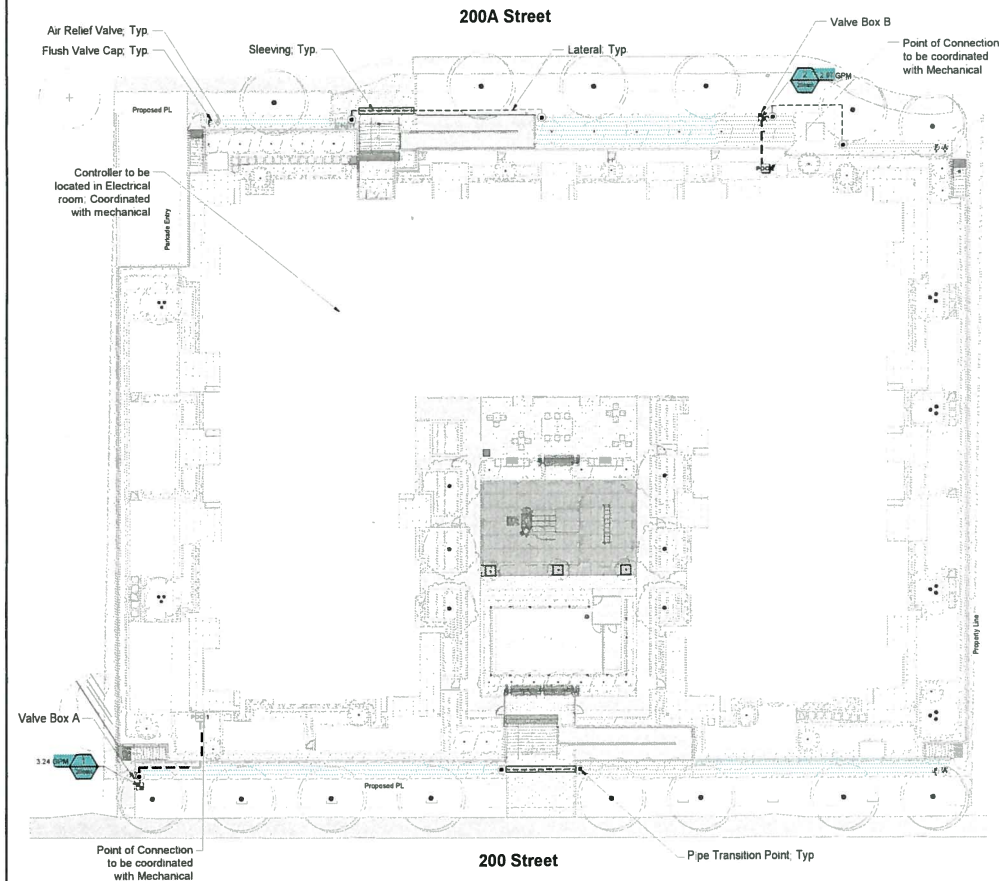 200A Street
Air Relief Valve; Typ.
Flush Valve Cap; Typ.
Sleeving; Typ.
Lateral; Typ
Valve Box B
Point of Connection
to be coordinated
with Mechanical
2
GPM
Proposed PL
Controller to be
located in Electrical
room; Coordinated
with mechanical
Parkade Entry
Property Line
Valve Box A
3.24 GPM
1
Proposed PL
Point of Connection
to be coordinated
with Mechanical
200 Street
Pipe Transition Point; Typ